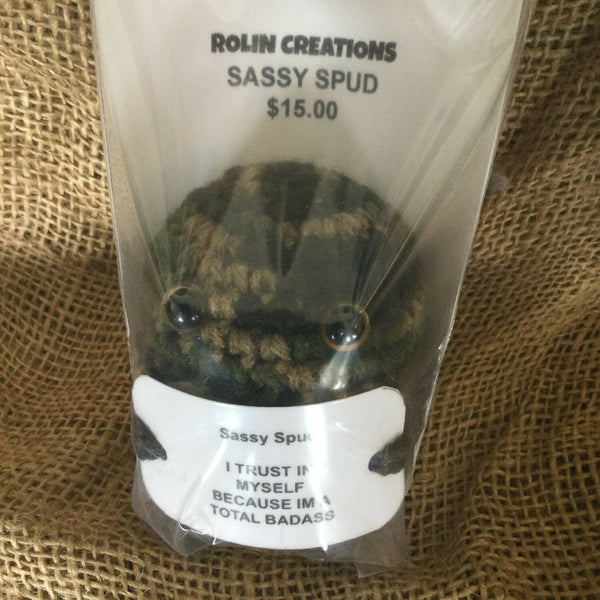 ROLIN CREATIONS
SASSY SPUD
$15.00
Sassy Spud
I TRUST IN
MYSELF
BECAUSE IM A
TOTAL BADASS